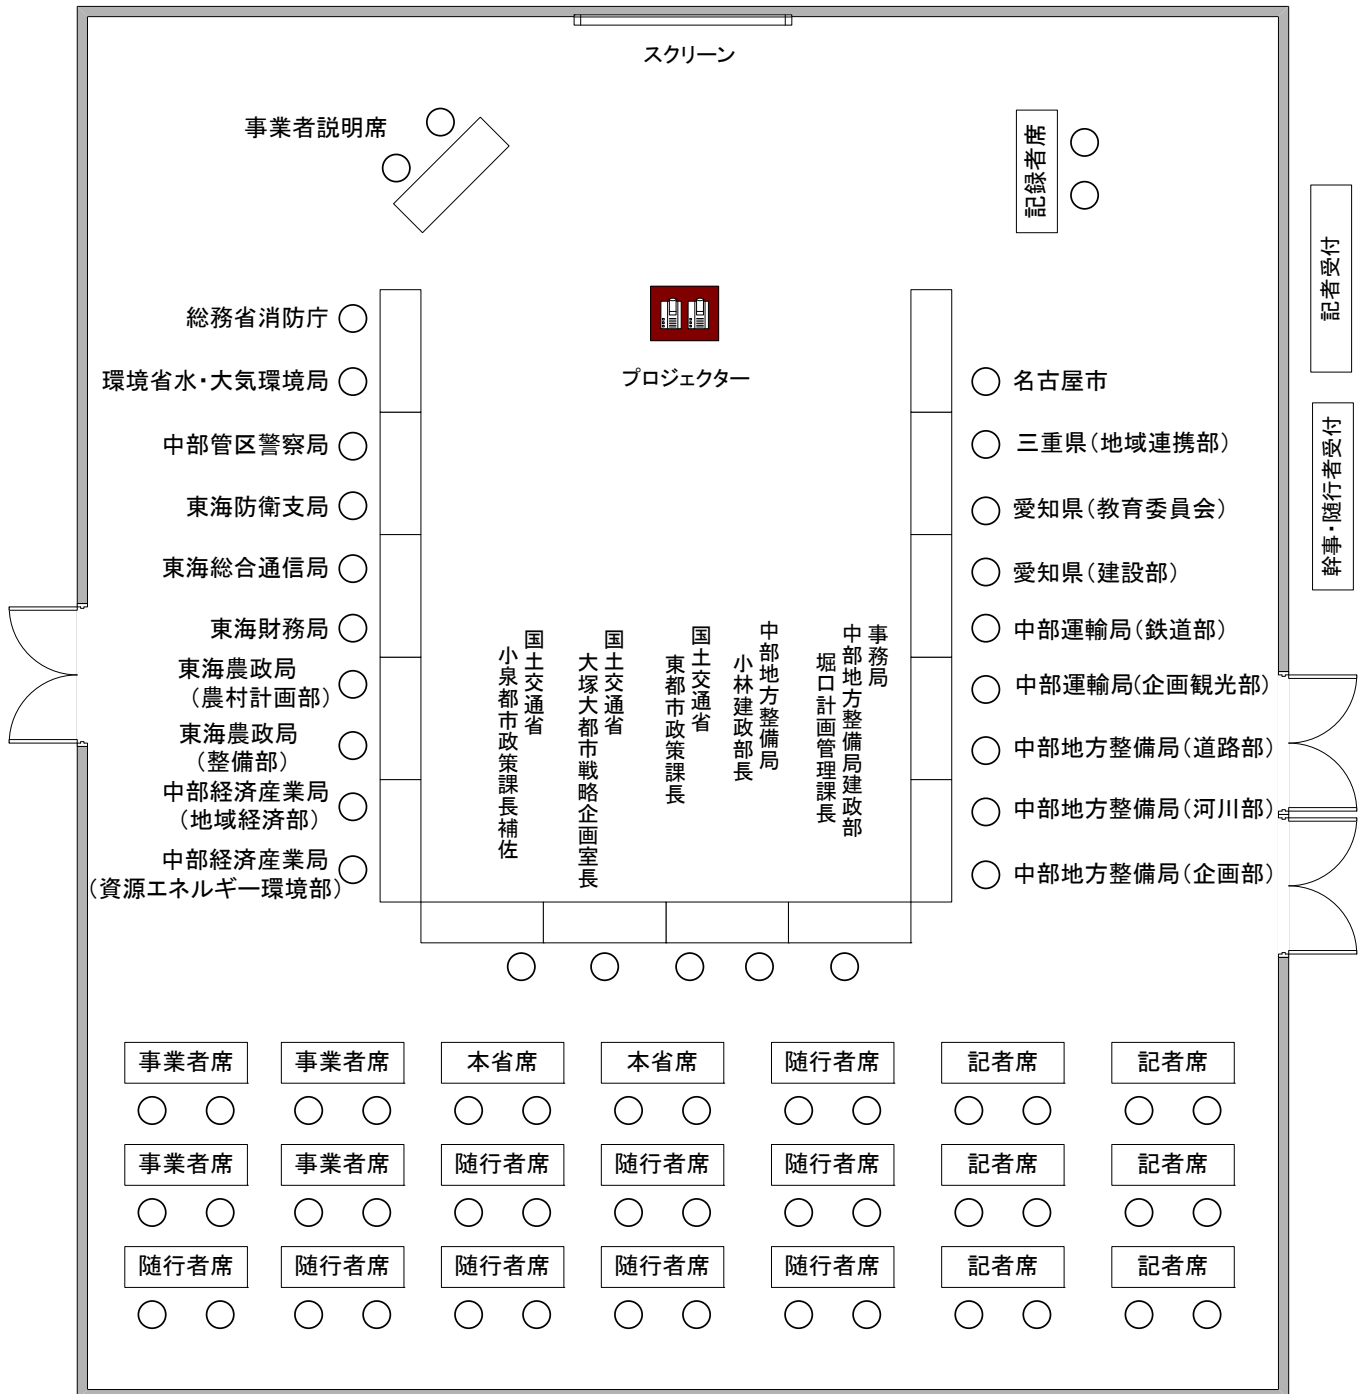 スクリーン
事業者説明席
記録者席
記者受付
幹事・随行者受付
プロジェクター
総務省消防庁
環境省水・大気環境局
中部管区警察局
東海防衛支局
東海総合通信局
東海財務局
東海農政局
（農村計画部）
東海農政局
（整備部）
中部経済産業局
（地域経済部）
中部経済産業局
（資源エネルギー環境部）
名古屋市
三重県（地域連携部）
愛知県（教育委員会）
愛知県（建設部）
中部運輸局（鉄道部）
中部運輸局（企画観光部）
中部地方整備局（道路部）
中部地方整備局（河川部）
中部地方整備局（企画部）
国土交通省
小泉都市政策課長補佐
国土交通省
大塚大都市戦略企画室長
国土交通省
東都市政策課長
中部地方整備局
小林建政部長
事務局
中部地方整備局建政部
堀口計画管理課長
事業者席 事業者席 本省席 本省席 随行者席 記者席 記者席
事業者席 事業者席 随行者席 随行者席 随行者席 記者席 記者席
随行者席 随行者席 随行者席 随行者席 随行者席 記者席 記者席